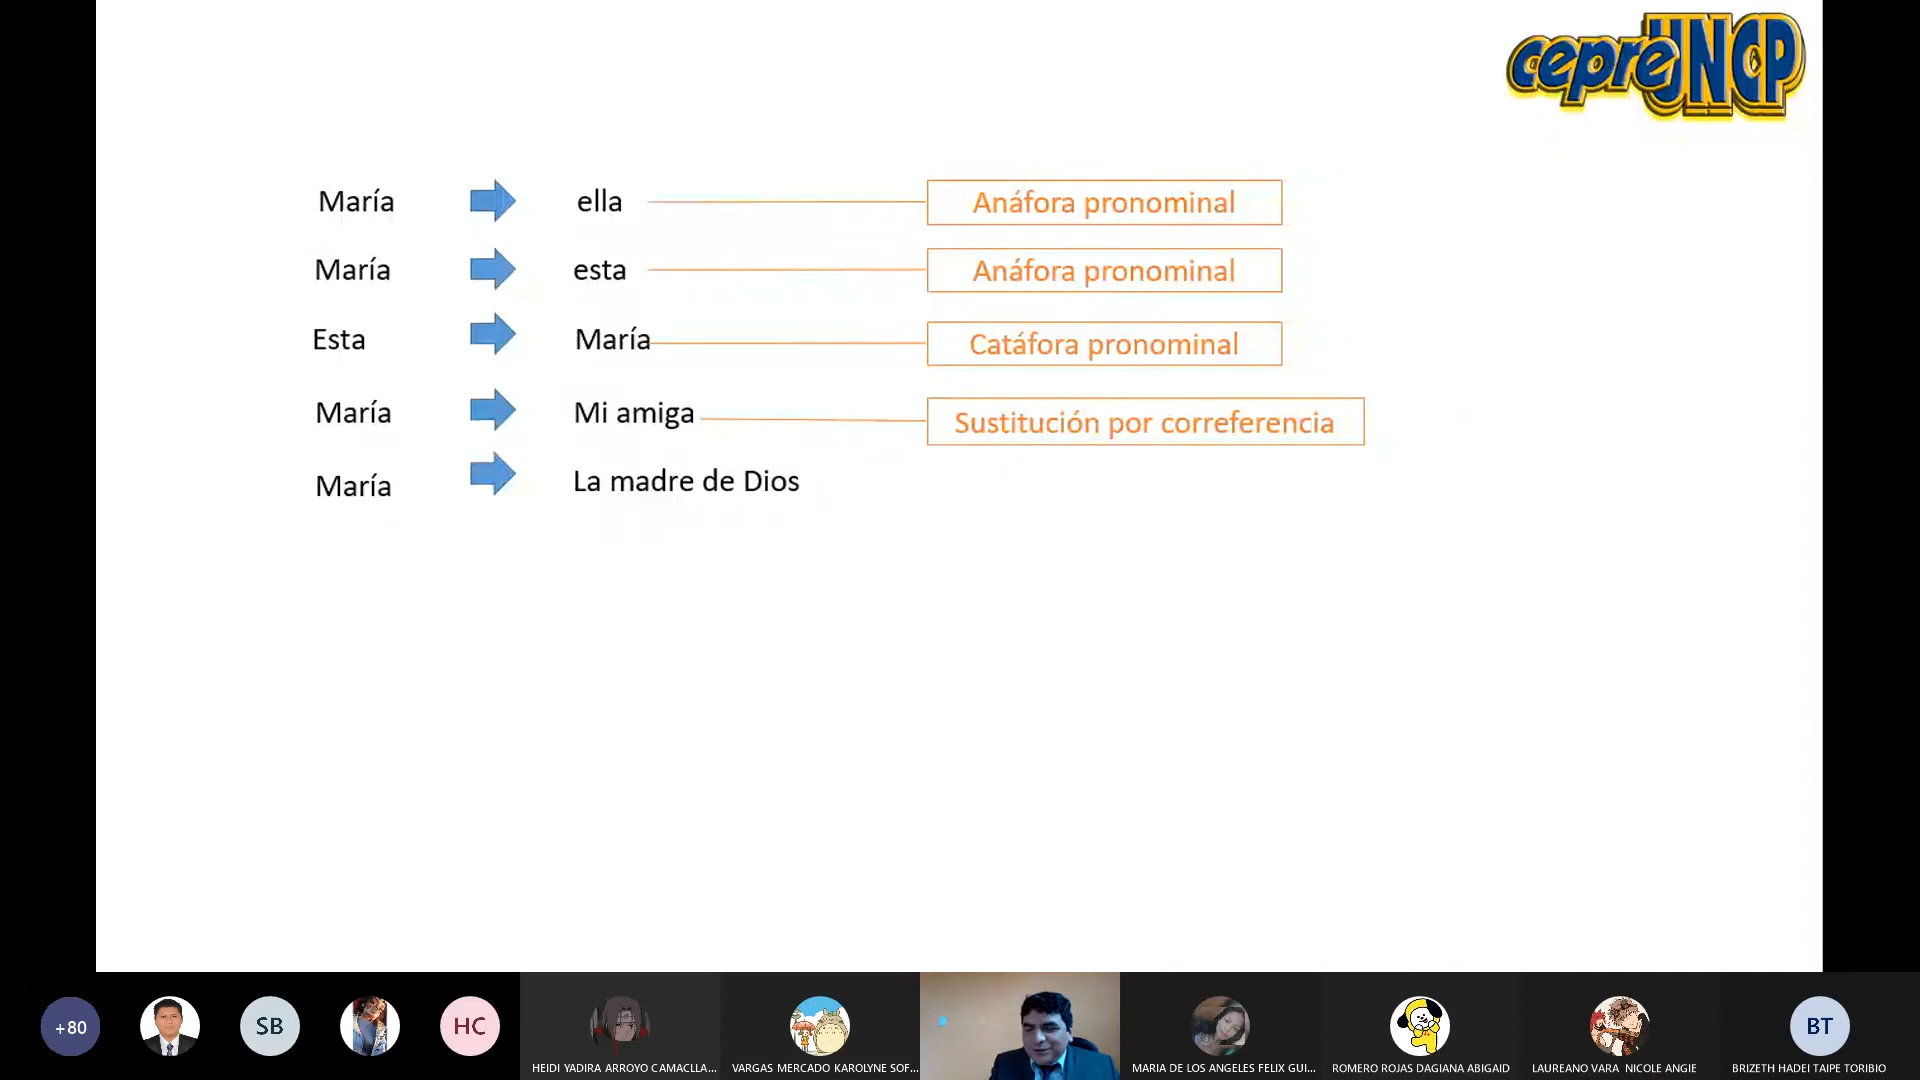 cepreUNCP
María ella Anáfora pronominal
María esta Anáfora pronominal
Esta María Catáfora pronominal
María Mi amiga Sustitución por correferencia
María La madre de Dios
+80 SB HC BT
HEIDI YADIRA ARROYO CAMACLLA... VARGAS MERCADO KAROLYNE SOF... MARIA DE LOS ANGELES FELIX GUI... ROMERO ROJAS DAGIANA ABIGAID LAUREANO VARA NICOLE ANGIE BRIZETH HADEI TAIPE TORIBIO